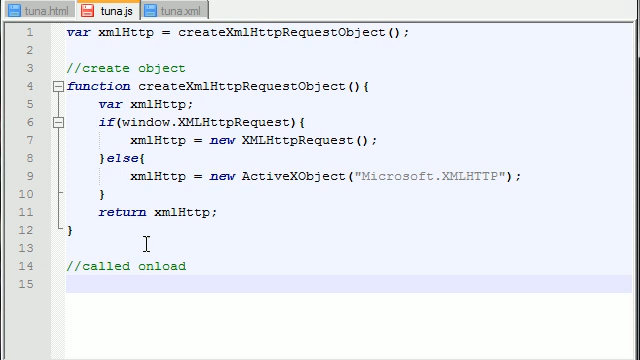 tuna.html tuna.js tuna.xml
1 var xmlHttp = createXmlHttpRequestObject();
2
3 //create object
4 function createXmlHttpRequestObject(){
5 var xmlHttp;
6 if(window.XMLHttpRequest){
7 xmlHttp = new XMLHttpRequest();
8 }else{
9 xmlHttp = new ActiveXObject("Microsoft.XMLHTTP");
10 }
11 return xmlHttp;
12 }
13
14 //called onload
15